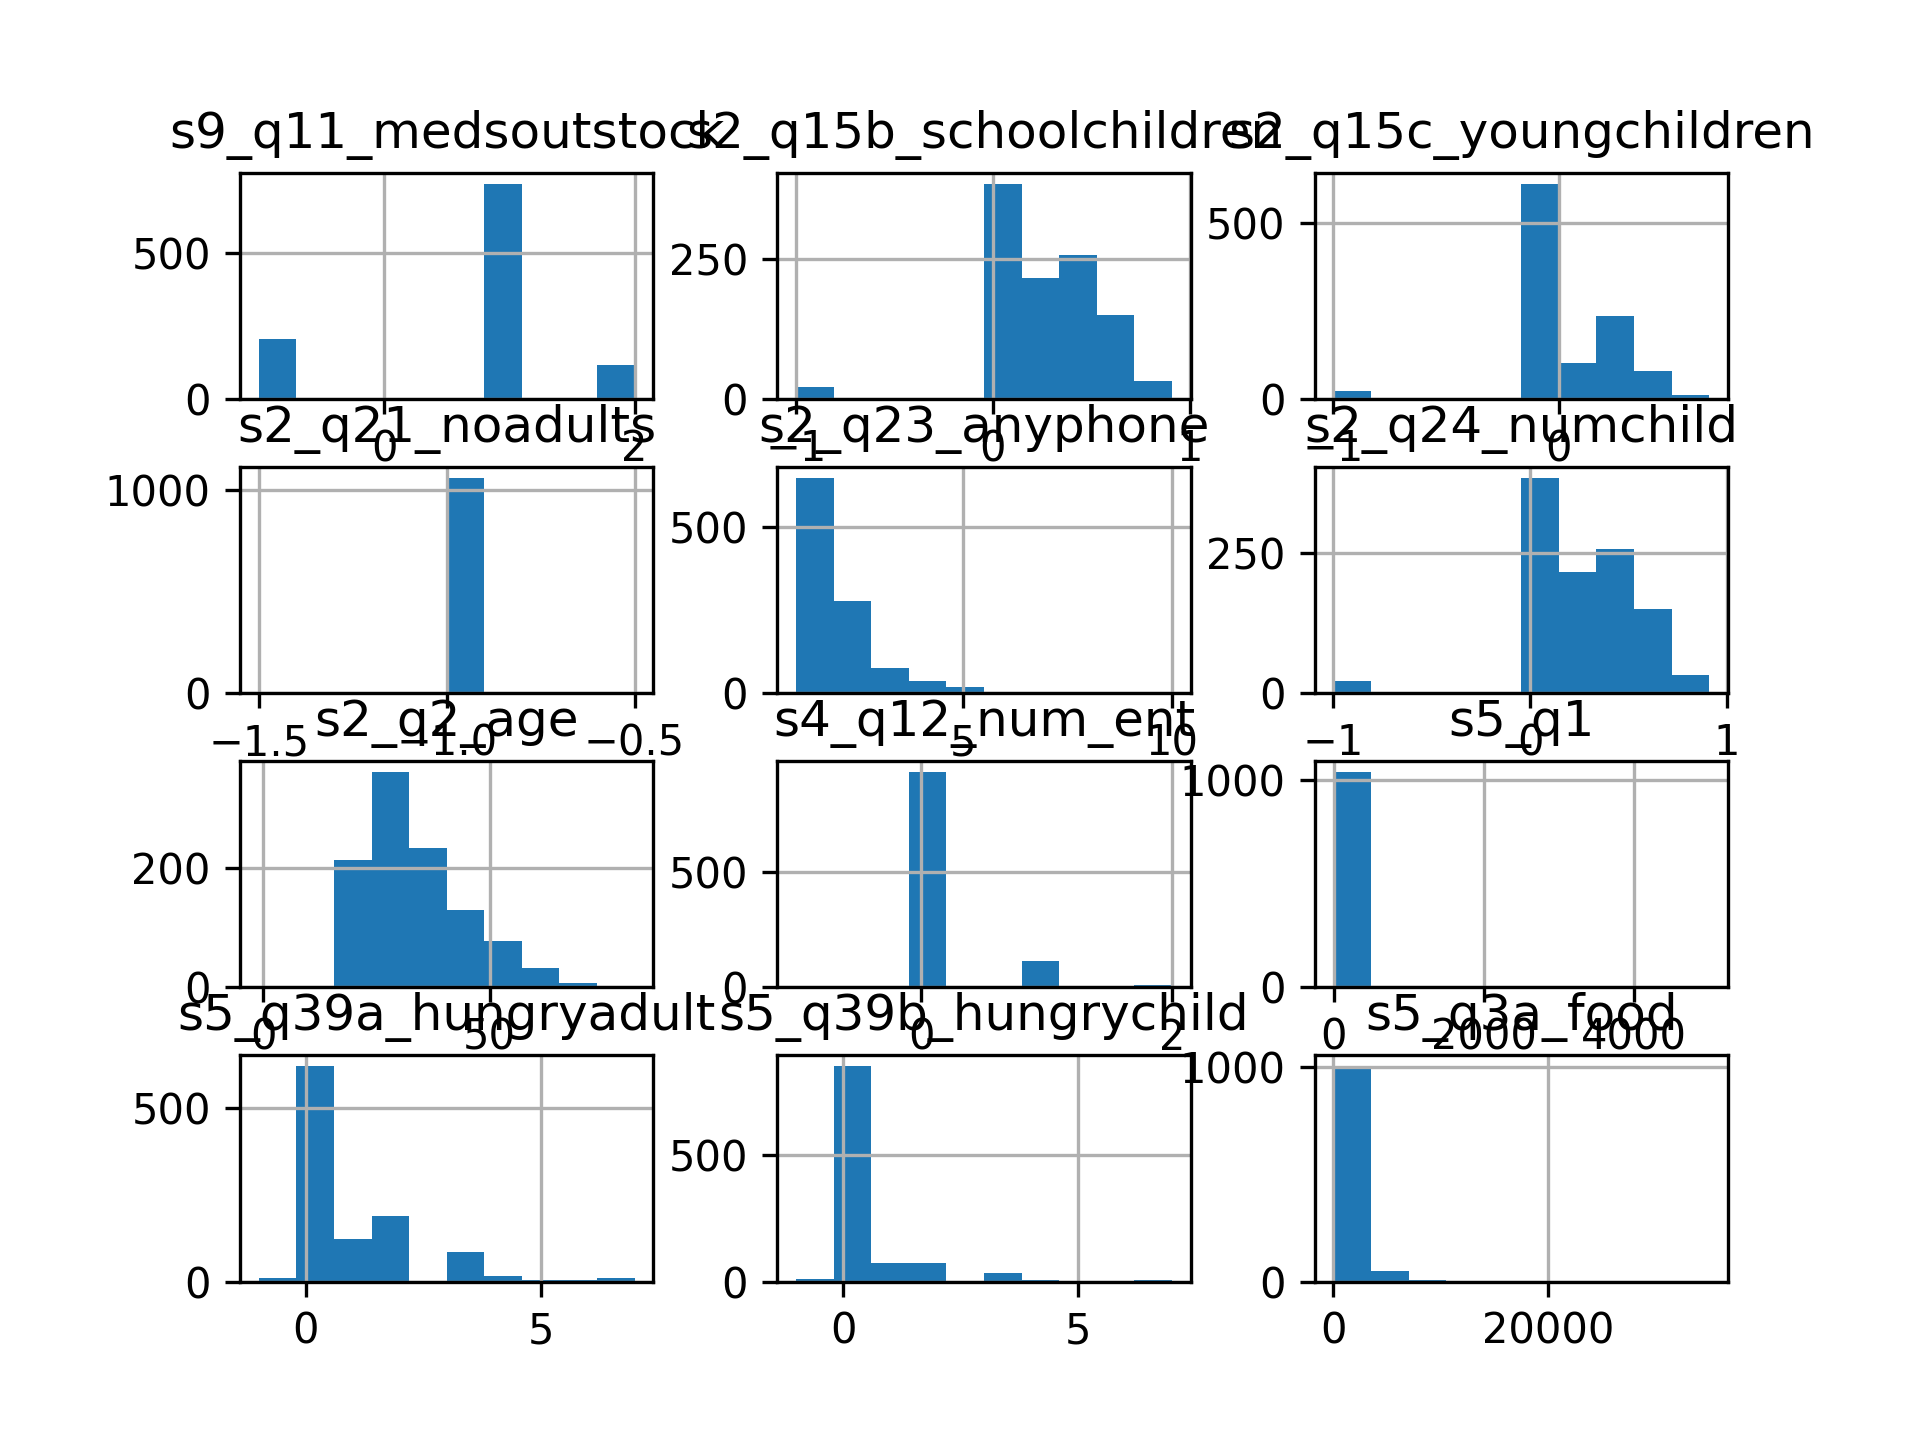 s9_q11_medsoutstock s2_q15b_schoolchildren s2_q15c_youngchildren
500 250 500
0 0 0
0 2 −1 0 1 −1 0
s2_q21_noadults s2_q23_anyphone s2_q24_numchild
1000 500 250
0 0 0
−1.5 −1.0 −0.5 5 10 −1 0 1
s2_q2_age s4_q12_num_ent s5_q1
200 500 1000
0 0 0
0 50 0 2 0 2000 4000
s5_q39a_hungryadult s5_q39b_hungrychild s5_q3a_food
500 500 1000
0 0 0
0 5 0 5 0 20000